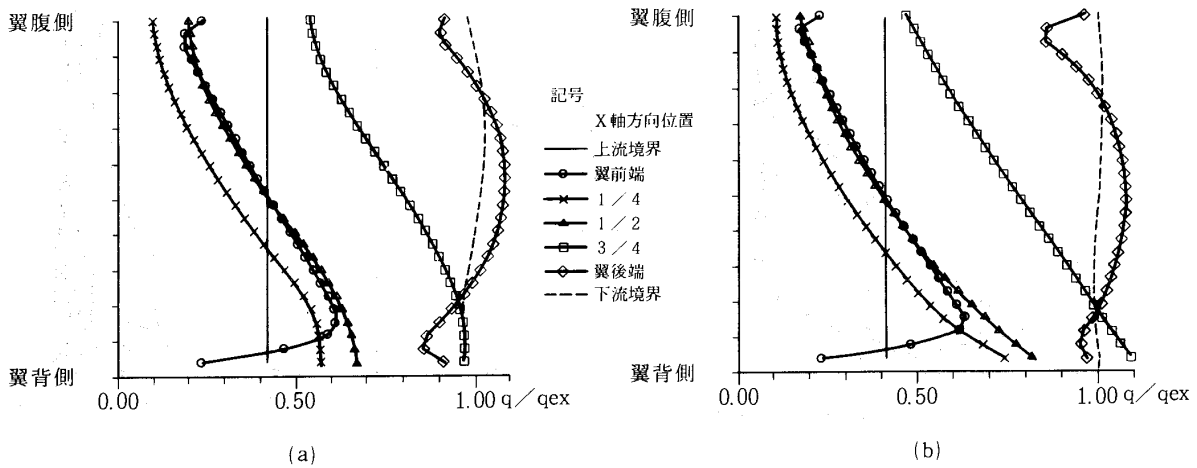 翼腹側
翼背側
0.00
0.50
1.00
q／qex
(a)
記号
X軸方向位置
上流境界
翼前端
1／4
1／2
3／4
翼後端
下流境界
翼腹側
翼背側
0.00
0.50
1.00
q／qex
(b)